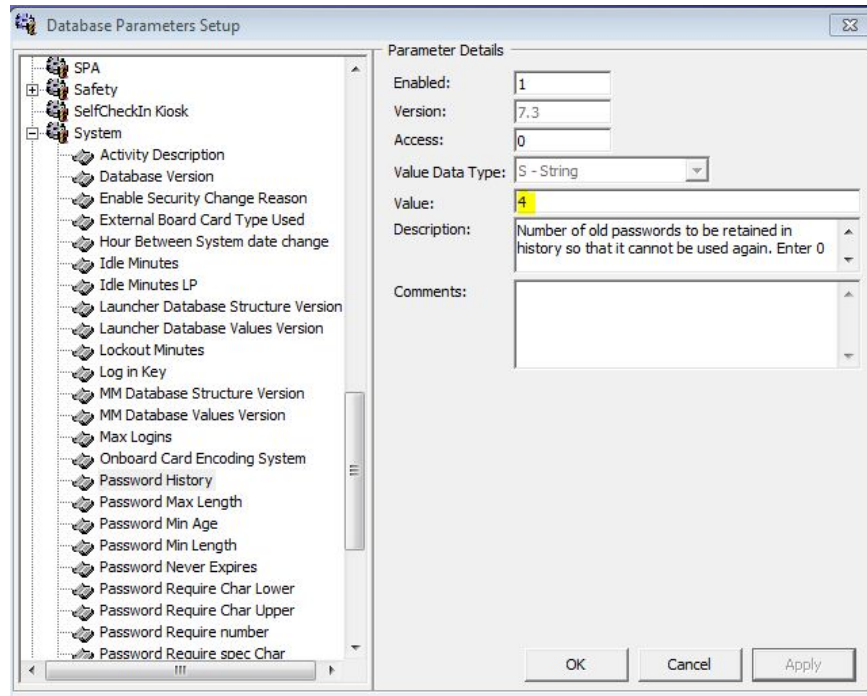 Database Parameters Setup
SPA
Safety
SelfCheckIn Kiosk
System
Activity Description
Database Version
Enable Security Change Reason
External Board Card Type Used
Hour Between System date change
Idle Minutes
Idle Minutes LP
Launcher Database Structure Version
Launcher Database Values Version
Lockout Minutes
Log in Key
MM Database Structure Version
MM Database Values Version
Max Logins
Onboard Card Encoding System
Password History
Password Max Length
Password Min Age
Password Min Length
Password Never Expires
Password Require Char Lower
Password Require Char Upper
Password Require number
Password Require spec Char
Parameter Details
Enabled: 1
Version: 7.3
Access: 0
Value Data Type: S - String
Value: 4
Description: Number of old passwords to be retained in
history so that it cannot be used again. Enter 0
Comments:
OK Cancel Apply